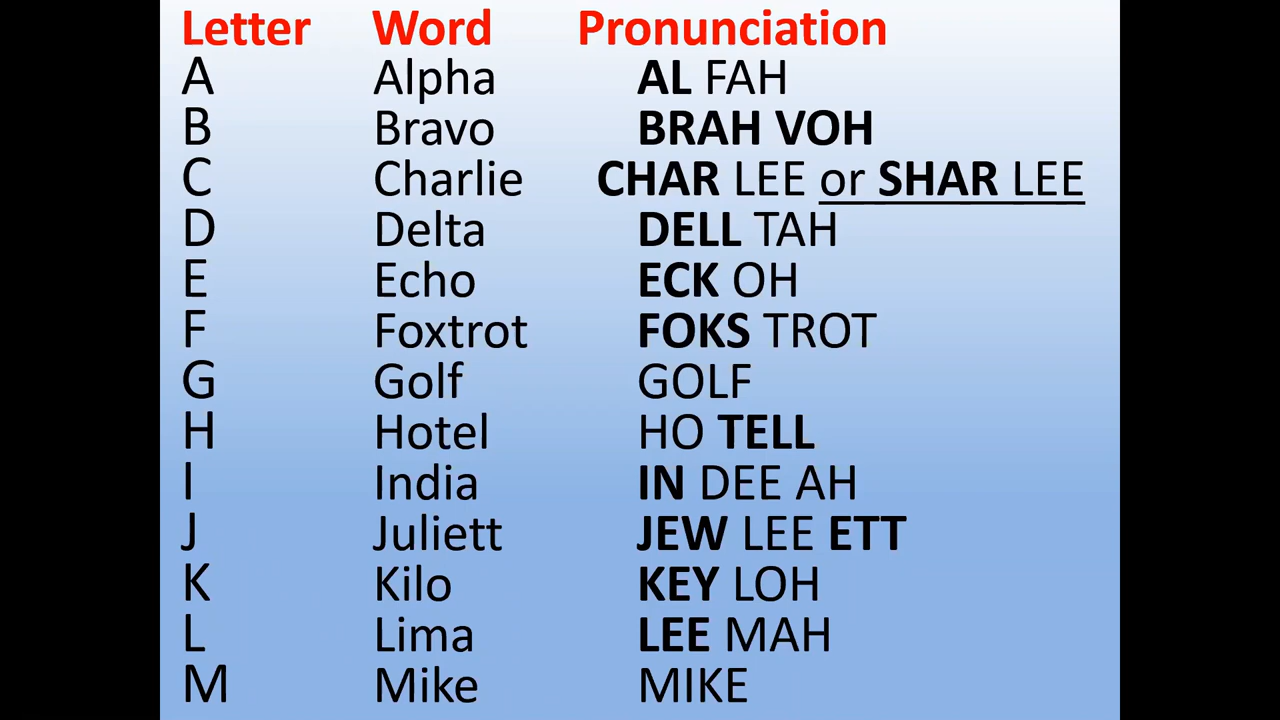 Letter Word Pronunciation
A Alpha AL FAH
B Bravo BRAH VOH
C Charlie CHAR LEE or SHAR LEE
D Delta DELL TAH
E Echo ECK OH
F Foxtrot FOKS TROT
G Golf GOLF
H Hotel HO TELL
I India IN DEE AH
J Juliett JEW LEE ETT
K Kilo KEY LOH
L Lima LEE MAH
M Mike MIKE